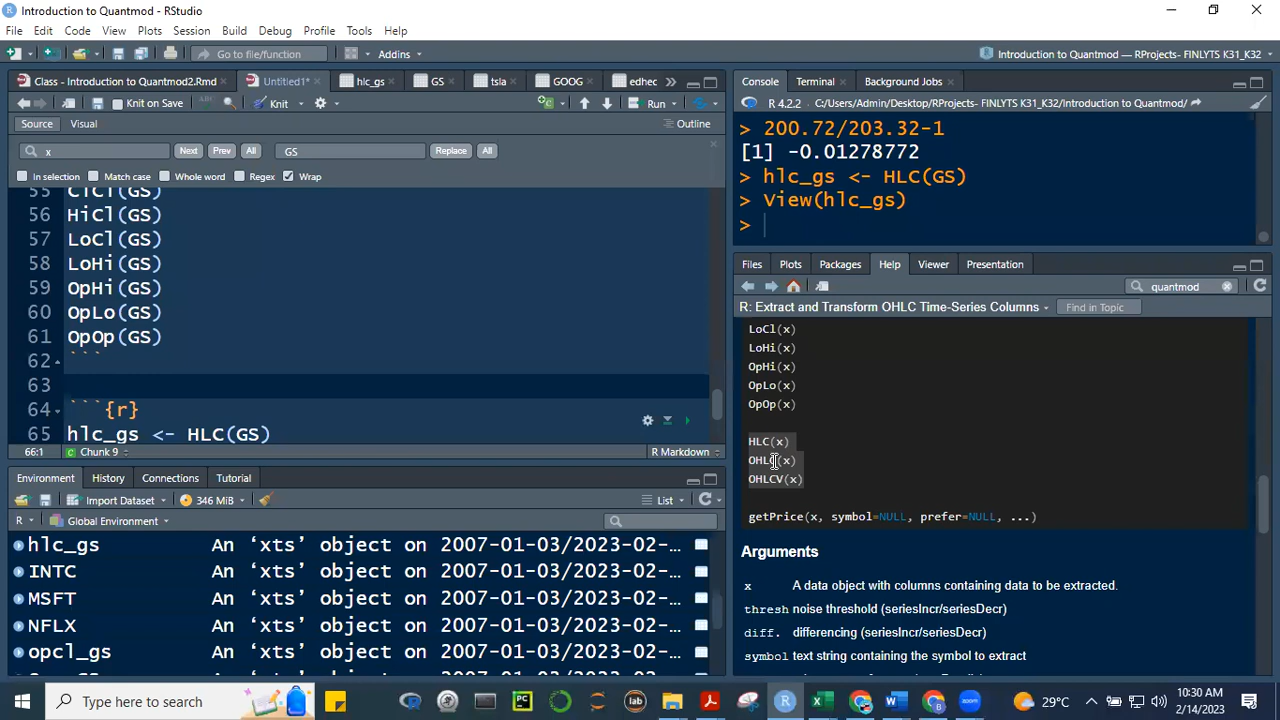 Introduction to Quantmod - RStudio
File Edit Code View Plots Session Build Debug Profile Tools Help
Go to file/function Addins Introduction to Quantmod — RProjects- FINLYTS K31_K32
Class - Introduction to Quantmod2.Rmd Untitled1* hlc_gs GS tsla GOOG edhec
Knit on Save Knit Run
Source Visual Outline
x Next Prev All GS Replace All
In selection Match case Whole word Regex Wrap
55 ClCl(GS)
56 HiCl(GS)
57 LoCl(GS)
58 LoHi(GS)
59 OpHi(GS)
60 OpLo(GS)
61 OpOp(GS)
62 ```
63
64 ```{r}
65 hlc_gs <- HLC(GS)
66:1 Chunk 9 R Markdown
Environment History Connections Tutorial
Import Dataset 346 MiB List
R Global Environment
hlc_gs An ‘xts’ object on 2007-01-03/2023-02-…
INTC An ‘xts’ object on 2007-01-03/2023-02-…
MSFT An ‘xts’ object on 2007-01-03/2023-02-…
NFLX An ‘xts’ object on 2007-01-03/2023-02-…
opcl_gs An ‘xts’ object on 2007-01-03/2023-02-…
Console Terminal Background Jobs
R 4.2.2 · C:/Users/Admin/Desktop/RProjects- FINLYTS K31_K32/Introduction to Quantmod/
> 200.72/203.32-1
[1] -0.01278772
> hlc_gs <- HLC(GS)
> View(hlc_gs)
>
Files Plots Packages Help Viewer Presentation
quantmod
R: Extract and Transform OHLC Time-Series Columns Find in Topic
LoCl(x)
LoHi(x)
OpHi(x)
OpLo(x)
OpOp(x)
HLC(x)
OHLC(x)
OHLCV(x)
getPrice(x, symbol=NULL, prefer=NULL, ...)
Arguments
x A data object with columns containing data to be extracted.
thresh noise threshold (seriesIncr/seriesDecr)
diff. differencing (seriesIncr/seriesDecr)
symbol text string containing the symbol to extract
Type here to search PC lab 29°C 10:30 AM
2/14/2023